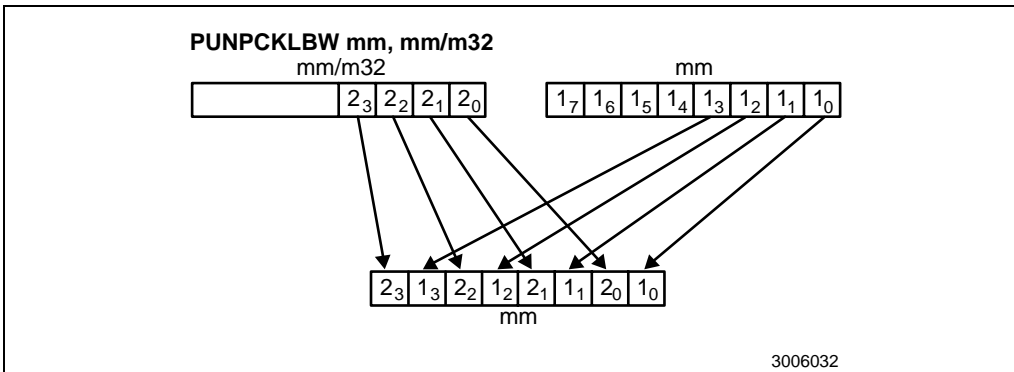 PUNPCKLBW mm, mm/m32
mm/m32 mm
2₃ 2₂ 2₁ 2₀ 1₇ 1₆ 1₅ 1₄ 1₃ 1₂ 1₁ 1₀
2₃ 1₃ 2₂ 1₂ 2₁ 1₁ 2₀ 1₀
mm
3006032